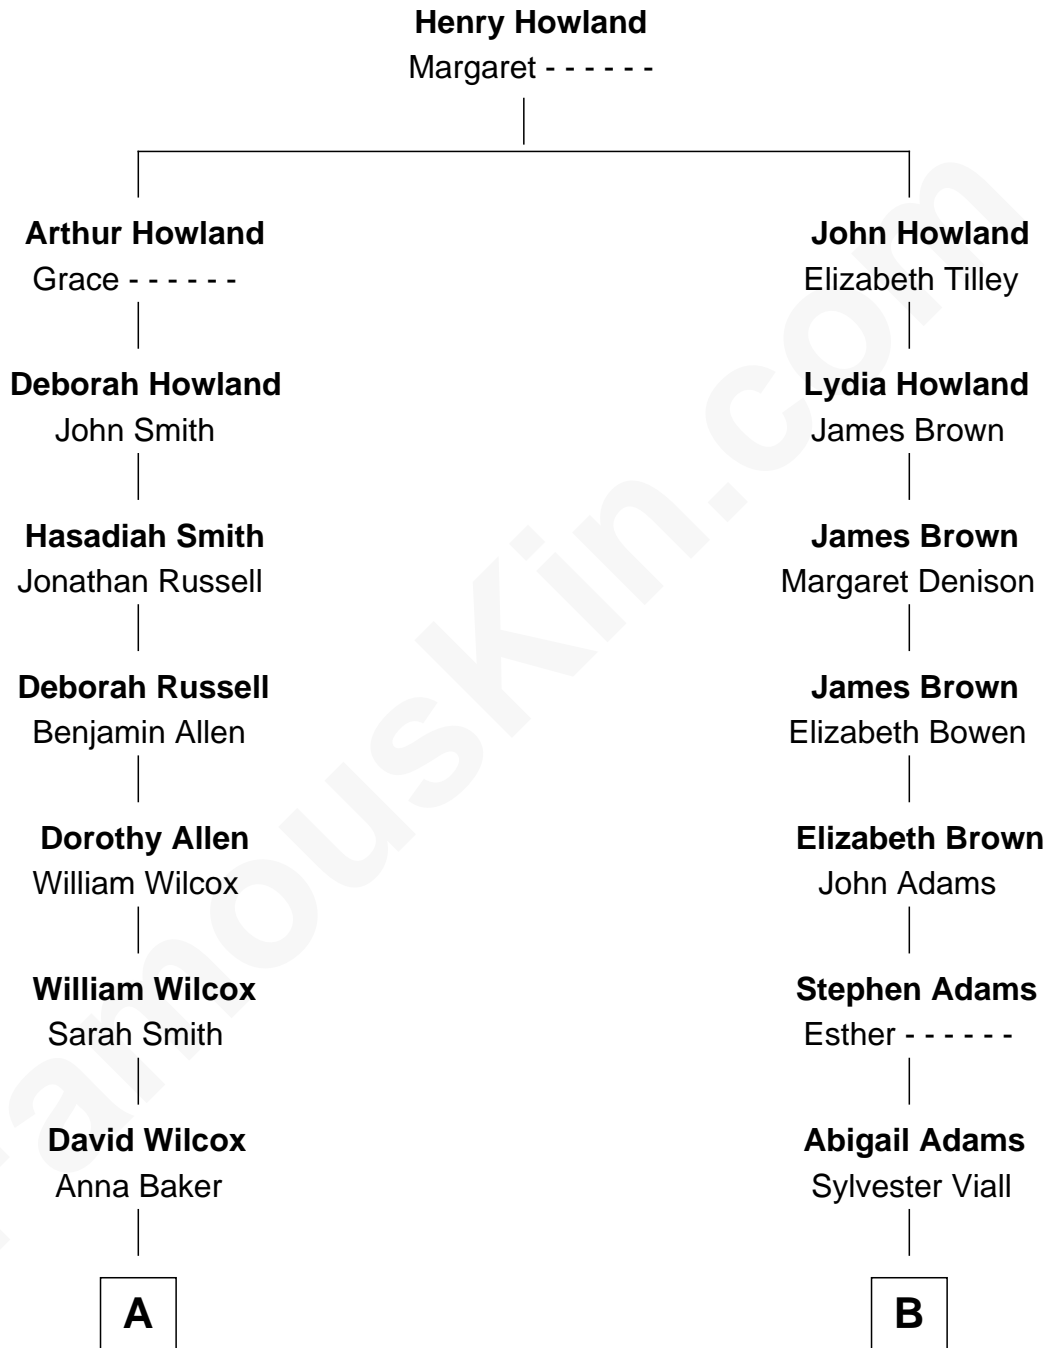 Henry Howland
Margaret - - - - - -
Arthur Howland
Grace - - - - - -
John Howland
Elizabeth Tilley
Deborah Howland
John Smith
Lydia Howland
James Brown
Hasadiah Smith
Jonathan Russell
James Brown
Margaret Denison
Deborah Russell
Benjamin Allen
James Brown
Elizabeth Bowen
Dorothy Allen
William Wilcox
Elizabeth Brown
John Adams
William Wilcox
Sarah Smith
Stephen Adams
Esther - - - - - -
David Wilcox
Anna Baker
Abigail Adams
Sylvester Viall
A
B
FamousKin.com